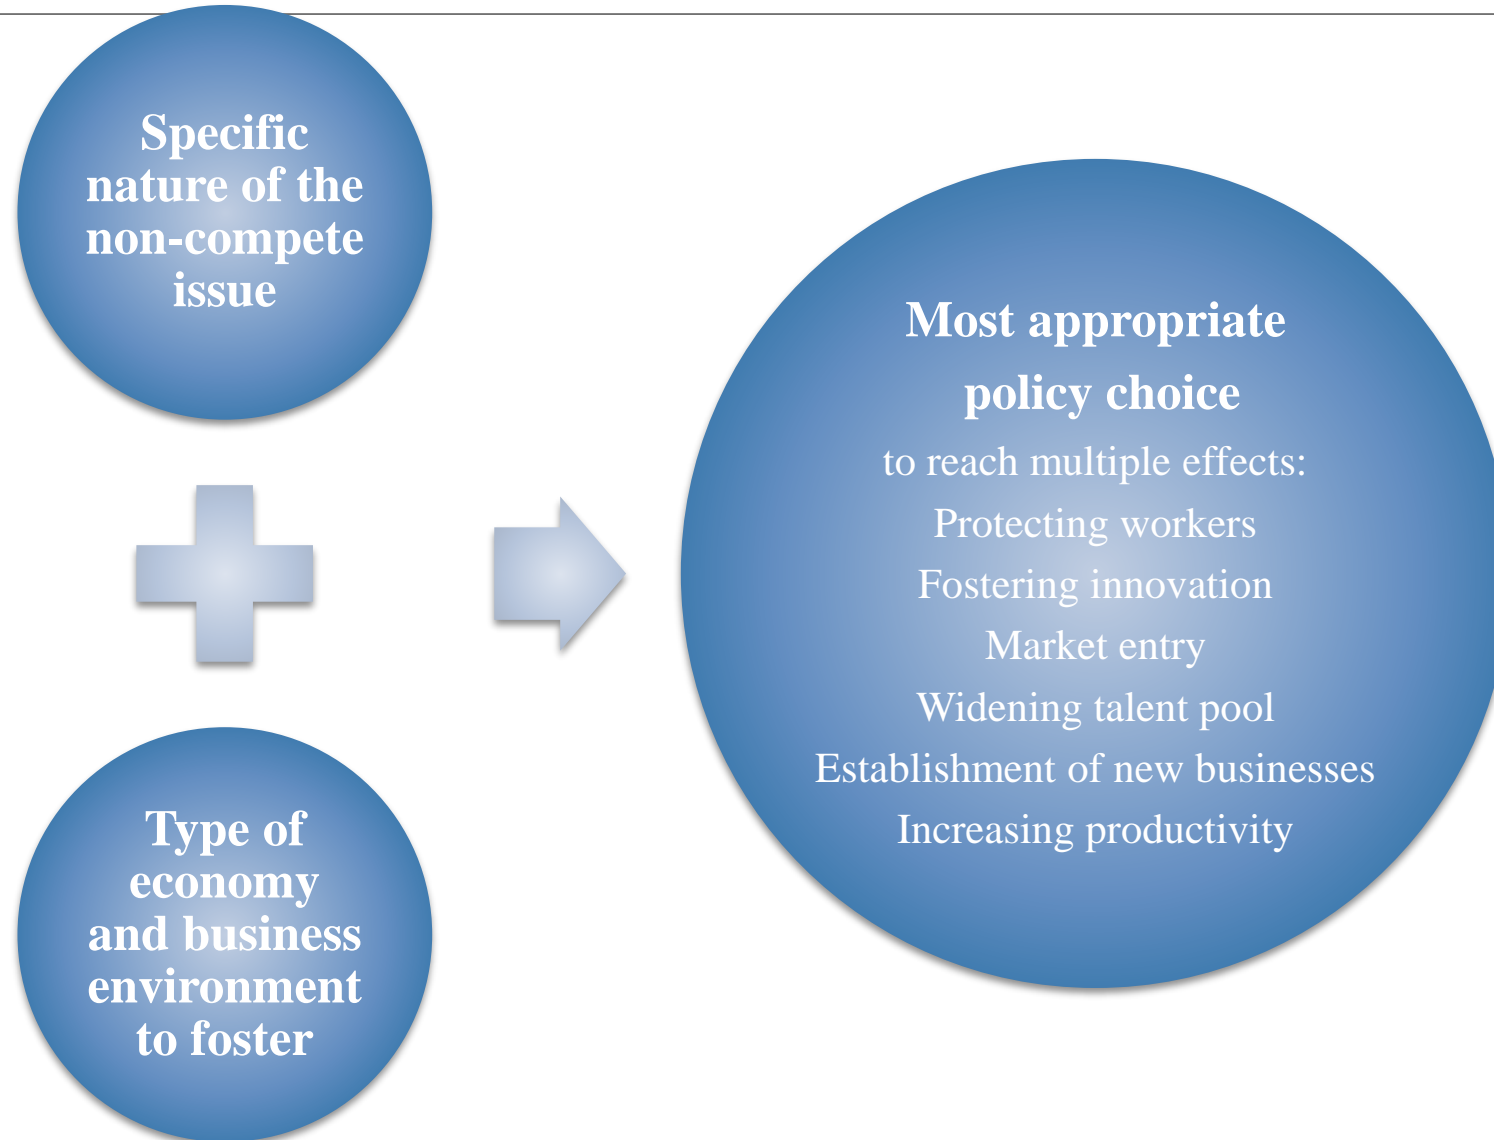 Specific
nature of the
non-compete
issue
Type of
economy
and business
environment
to foster
Most appropriate
policy choice
to reach multiple effects:
Protecting workers
Fostering innovation
Market entry
Widening talent pool
Establishment of new businesses
Increasing productivity